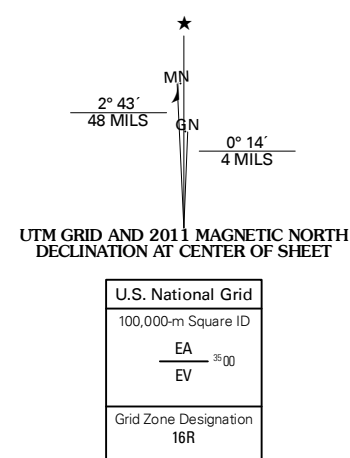 ★
MN
2° 43´
48 MILS
GN
0° 14´
4 MILS
UTM GRID AND 2011 MAGNETIC NORTH
DECLINATION AT CENTER OF SHEET
U.S. National Grid
100,000-m Square ID
EA
3500
EV
Grid Zone Designation
16R